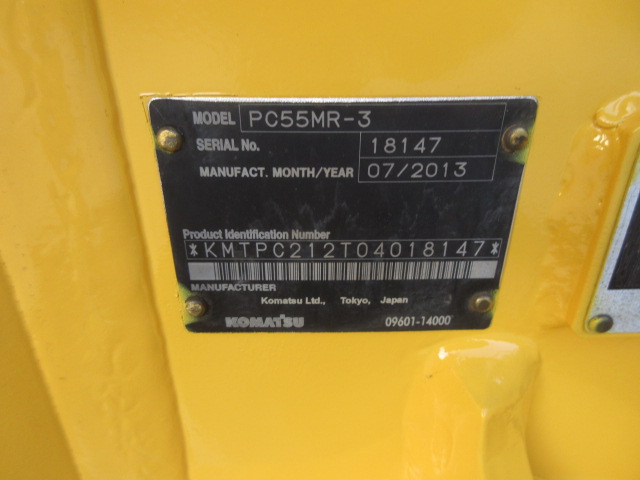 MODEL PC55MR-3
SERIAL No. 18147
MANUFACT. MONTH/YEAR 07/2013
Product Identification Number
*KMTPC212T04018147*
MANUFACTURER
Komatsu Ltd., Tokyo, Japan
KOMATSU 09601-14000